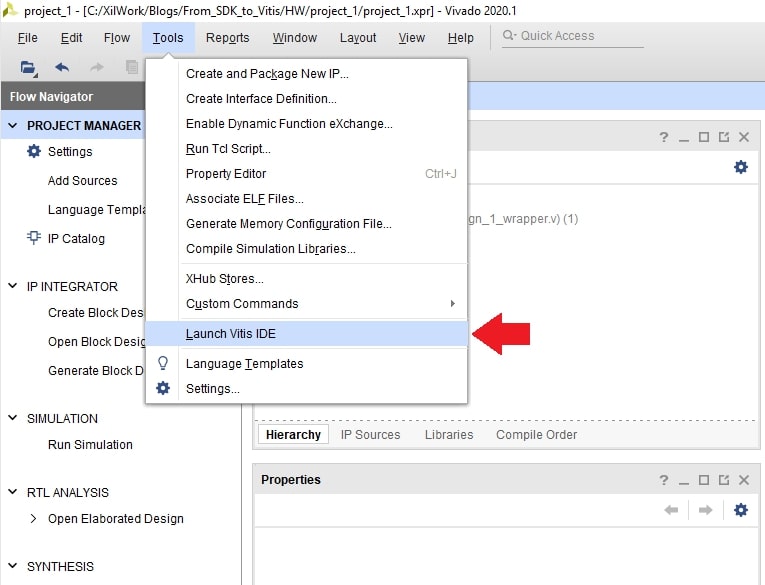 project_1 - [C:/XilWork/Blogs/From_SDK_to_Vitis/HW/project_1/project_1.xpr] - Vivado 2020.1
File Edit Flow Tools Reports Window Layout View Help Quick Access
Flow Navigator
PROJECT MANAGER
Settings
Add Sources
Language Templa
IP Catalog
IP INTEGRATOR
Create Block Des
Open Block Desig
Generate Block D
SIMULATION
Run Simulation
RTL ANALYSIS
Open Elaborated Design
SYNTHESIS
Create and Package New IP...
Create Interface Definition...
Enable Dynamic Function eXchange...
Run Tcl Script...
Property Editor Ctrl+J
Associate ELF Files...
Generate Memory Configuration File...
Compile Simulation Libraries...
XHub Stores...
Custom Commands
Launch Vitis IDE
Language Templates
Settings...
?
gn_1_wrapper.v) (1)
Hierarchy IP Sources Libraries Compile Order
Properties ?